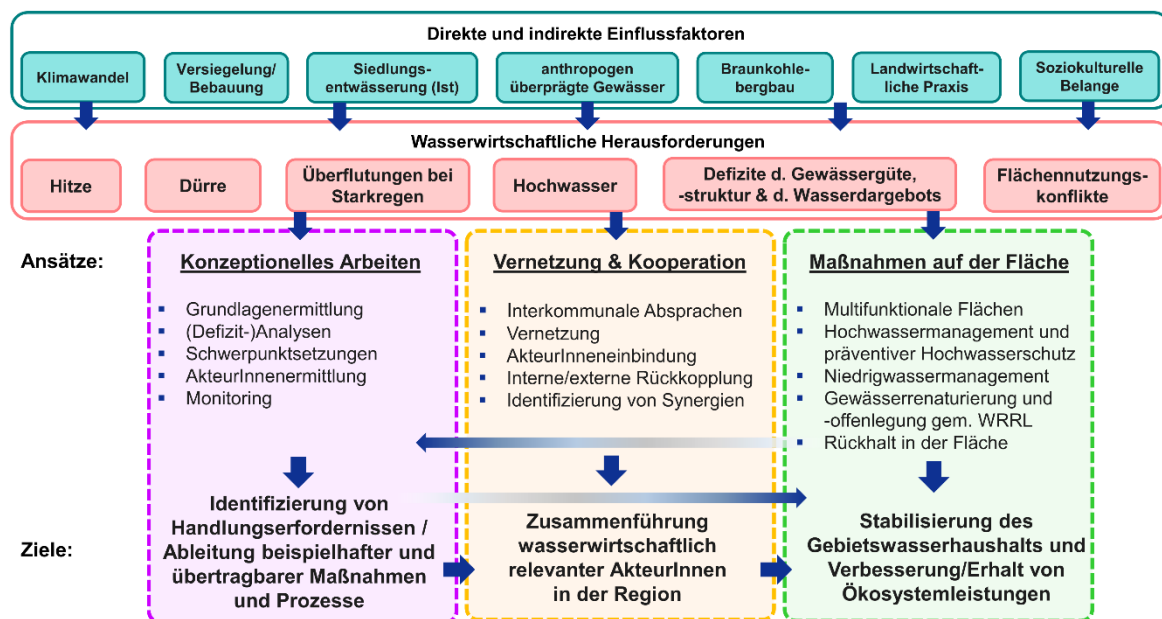 Direkte und indirekte Einflussfaktoren
Klimawandel
Versiegelung/
Bebauung
Siedlungs-
entwässerung (Ist)
anthropogen
überprägte Gewässer
Braunkohle-
bergbau
Landwirtschaft-
liche Praxis
Soziokulturelle
Belange
Wasserwirtschaftliche Herausforderungen
Hitze
Dürre
Überflutungen bei
Starkregen
Hochwasser
Defizite d. Gewässergüte,
-struktur & d. Wasserdargebots
Flächennutzungs-
konflikte
Ansätze:
Konzeptionelles Arbeiten
▪ Grundlagenermittlung
▪ (Defizit-)Analysen
▪ Schwerpunktsetzungen
▪ AkteurInnenermittlung
▪ Monitoring
Vernetzung & Kooperation
▪ Interkommunale Absprachen
▪ Vernetzung
▪ AkteurInneneinbindung
▪ Interne/externe Rückkopplung
▪ Identifizierung von Synergien
Maßnahmen auf der Fläche
▪ Multifunktionale Flächen
▪ Hochwassermanagement und
präventiver Hochwasserschutz
▪ Niedrigwassermanagement
▪ Gewässerrenaturierung und
-offenlegung gem. WRRL
▪ Rückhalt in der Fläche
Ziele:
Identifizierung von
Handlungserfordernissen /
Ableitung beispielhafter und
übertragbarer Maßnahmen
und Prozesse
Zusammenführung
wasserwirtschaftlich
relevanter AkteurInnen
in der Region
Stabilisierung des
Gebietswasserhaushalts und
Verbesserung/Erhalt von
Ökosystemleistungen